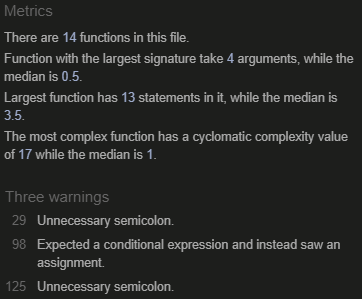 Metrics
There are 14 functions in this file.
Function with the largest signature take 4 arguments, while the
median is 0.5.
Largest function has 13 statements in it, while the median is
3.5.
The most complex function has a cyclomatic complexity value
of 17 while the median is 1.
Three warnings
29 Unnecessary semicolon.
98 Expected a conditional expression and instead saw an
assignment.
125 Unnecessary semicolon.